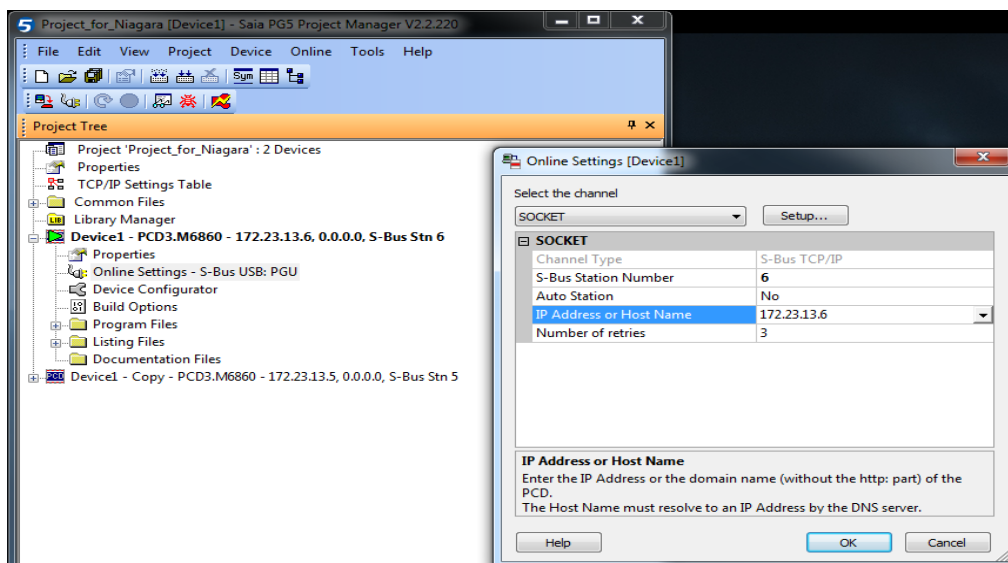 5 Project_for_Niagara [Device1] - Saia PG5 Project Manager V2.2.220
File Edit View Project Device Online Tools Help
Sym
Project Tree
Project 'Project_for_Niagara' : 2 Devices
Properties
TCP/IP Settings Table
Common Files
LIB Library Manager
Device1 - PCD3.M6860 - 172.23.13.6, 0.0.0.0, S-Bus Stn 6
Properties
Online Settings - S-Bus USB: PGU
Device Configurator
Build Options
Program Files
Listing Files
Documentation Files
PCD Device1 - Copy - PCD3.M6860 - 172.23.13.5, 0.0.0.0, S-Bus Stn 5
Online Settings [Device1]
Select the channel
SOCKET Setup...
SOCKET
Channel Type S-Bus TCP/IP
S-Bus Station Number 6
Auto Station No
IP Address or Host Name 172.23.13.6
Number of retries 3
IP Address or Host Name
Enter the IP Address or the domain name (without the http: part) of the
PCD.
The Host Name must resolve to an IP Address by the DNS server.
Help OK Cancel